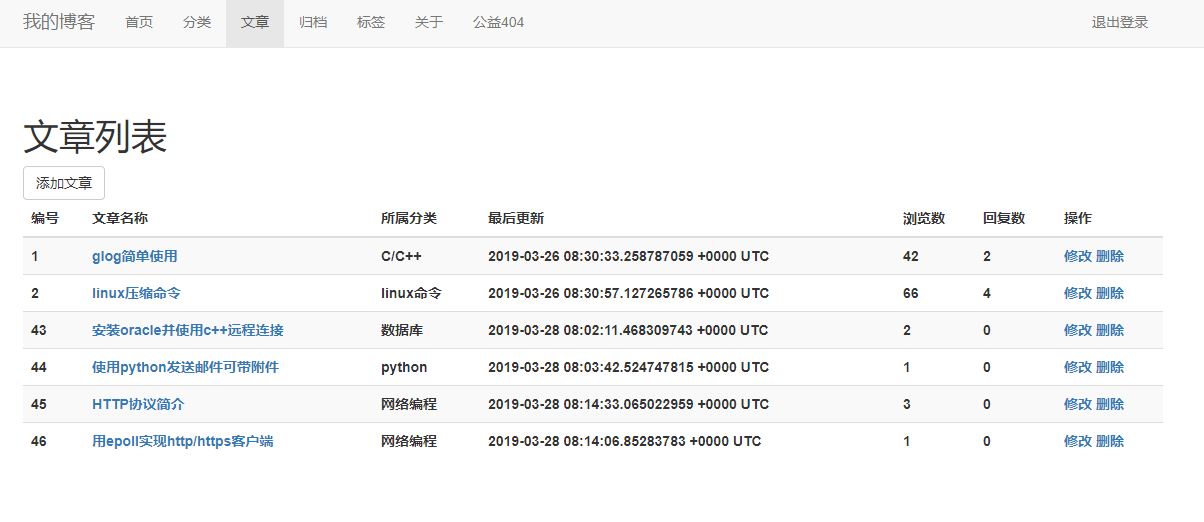 我的博客 首页 分类 文章 归档 标签 关于 公益404 退出登录
文章列表
添加文章
编号 文章名称 所属分类 最后更新 浏览数 回复数 操作
1 glog简单使用 C/C++ 2019-03-26 08:30:33.258787059 +0000 UTC 42 2 修改 删除
2 linux压缩命令 linux命令 2019-03-26 08:30:57.127265786 +0000 UTC 66 4 修改 删除
43 安装oracle并使用c++远程连接 数据库 2019-03-28 08:02:11.468309743 +0000 UTC 2 0 修改 删除
44 使用python发送邮件可带附件 python 2019-03-28 08:03:42.524747815 +0000 UTC 1 0 修改 删除
45 HTTP协议简介 网络编程 2019-03-28 08:14:33.065022959 +0000 UTC 3 0 修改 删除
46 用epoll实现http/https客户端 网络编程 2019-03-28 08:14:06.85283783 +0000 UTC 1 0 修改 删除